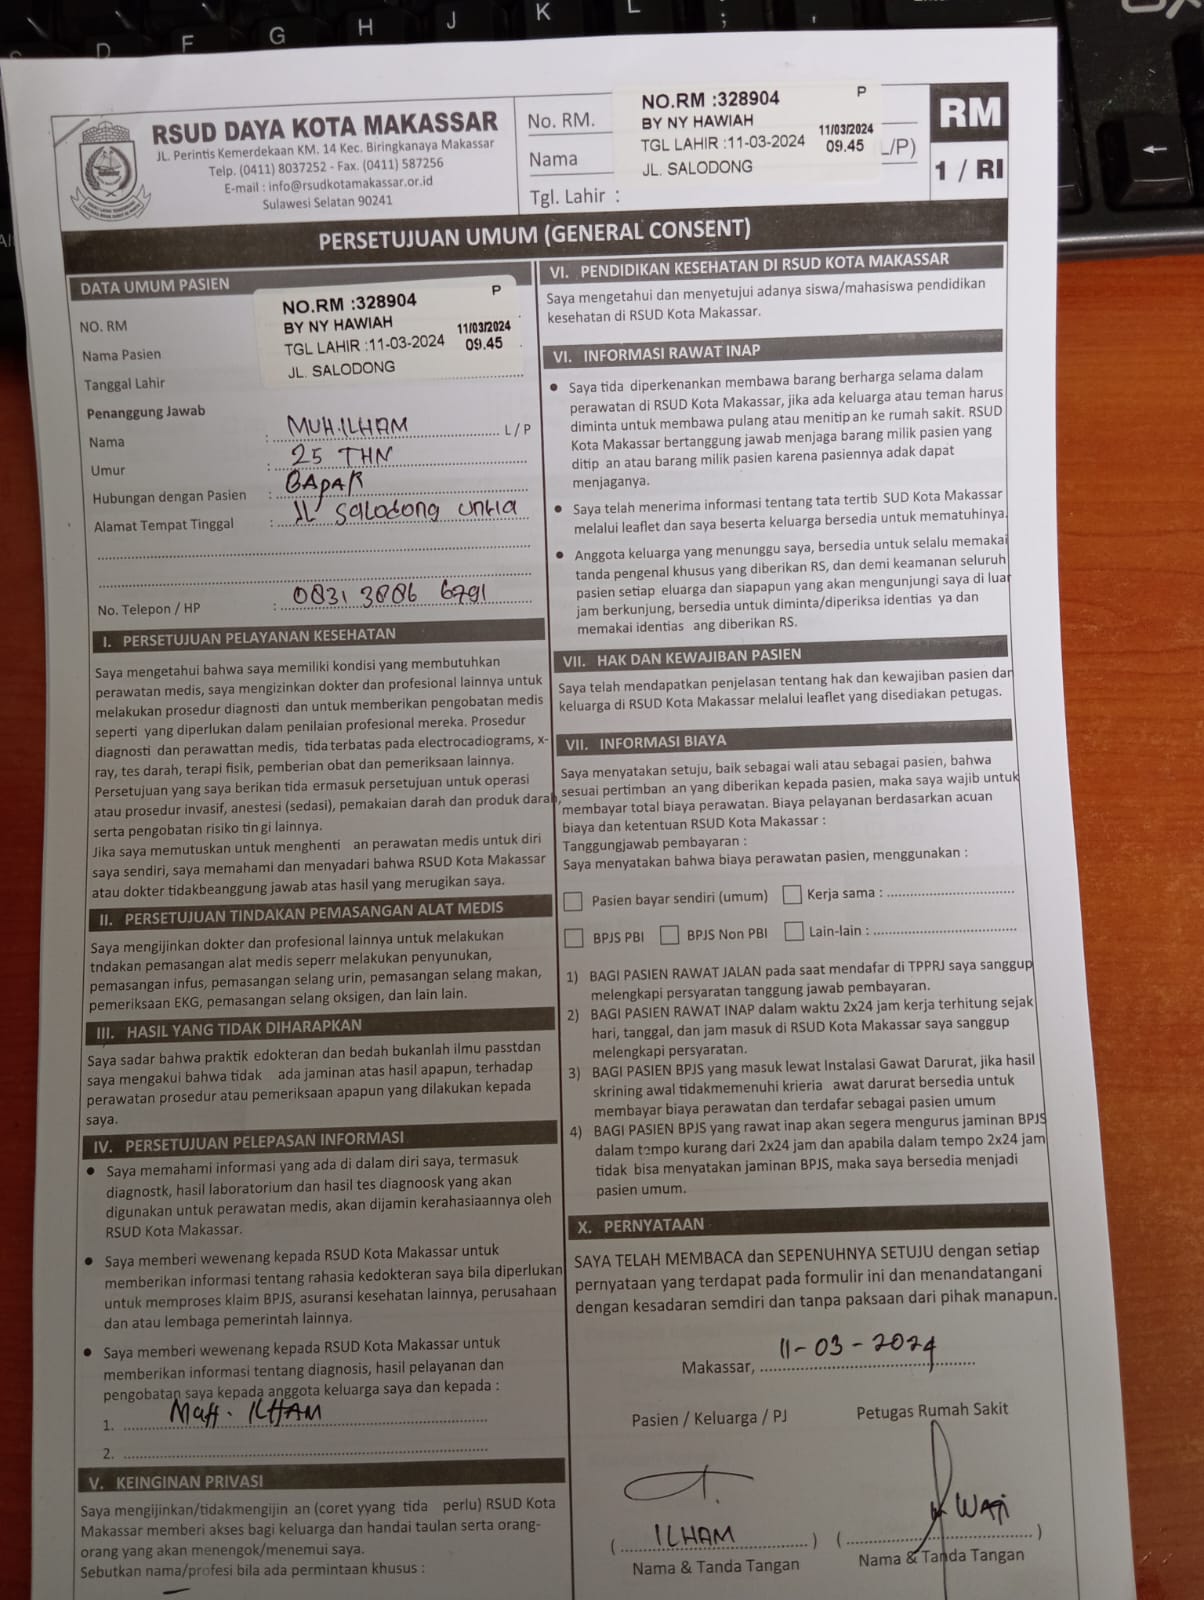 RSUD DAYA KOTA MAKASSAR
JL. Perintis Kemerdekaan KM. 14 Kec. Biringkanaya Makassar
Telp. (0411) 8037252 - Fax. (0411) 587256
E-mail : info@rsudkotamakassar.or.id
Sulawesi Selatan 90241
No. RM.
Nama
L/P)
Tgl. Lahir :
NO.RM :328904 P
BY NY HAWIAH
TGL LAHIR :11-03-2024 11/03/2024 09.45
JL. SALODONG
RM
1 / RI
PERSETUJUAN UMUM (GENERAL CONSENT)
DATA UMUM PASIEN
NO. RM
Nama Pasien
Tanggal Lahir
NO.RM :328904 P
BY NY HAWIAH
TGL LAHIR :11-03-2024 11/03/2024 09.45
JL. SALODONG
Penanggung Jawab
Nama : MUH.ILHAM L / P
Umur : 25 THN
Hubungan dengan Pasien : BAPAK
Alamat Tempat Tinggal : JL Salodong
No. Telepon / HP : 0831 3886 6791
I. PERSETUJUAN PELAYANAN KESEHATAN
Saya mengetahui bahwa saya memiliki kondisi yang membutuhkan
perawatan medis, saya mengizinkan dokter dan profesional lainnya untuk
melakukan prosedur diagnosti dan untuk memberikan pengobatan medis
seperti yang diperlukan dalam penilaian profesional mereka. Prosedur
diagnosti dan perawattan medis, tida terbatas pada electrocadiograms, x-
ray, tes darah, terapi fisik, pemberian obat dan pemeriksaan lainnya.
Persetujuan yang saya berikan tida ermasuk persetujuan untuk operasi
atau prosedur invasif, anestesi (sedasi), pemakaian darah dan produk darah,
serta pengobatan risiko tin gi lainnya.
Jika saya memutuskan untuk menghenti an perawatan medis untuk diri
saya sendiri, saya memahami dan menyadari bahwa RSUD Kota Makassar
atau dokter tidakbeanggung jawab atas hasil yang merugikan saya.
II. PERSETUJUAN TINDAKAN PEMASANGAN ALAT MEDIS
Saya mengijinkan dokter dan profesional lainnya untuk melakukan
tndakan pemasangan alat medis seperr melakukan penyunukan,
pemasangan infus, pemasangan selang urin, pemasangan selang makan,
pemeriksaan EKG, pemasangan selang oksigen, dan lain lain.
III. HASIL YANG TIDAK DIHARAPKAN
Saya sadar bahwa praktik edokteran dan bedah bukanlah ilmu passtdan
saya mengakui bahwa tidak ada jaminan atas hasil apapun, terhadap
perawatan prosedur atau pemeriksaan apapun yang dilakukan kepada
saya.
IV. PERSETUJUAN PELEPASAN INFORMASI
• Saya memahami informasi yang ada di dalam diri saya, termasuk
diagnostk, hasil laboratorium dan hasil tes diagnoosk yang akan
digunakan untuk perawatan medis, akan dijamin kerahasiaannya oleh
RSUD Kota Makassar.
• Saya memberi wewenang kepada RSUD Kota Makassar untuk
memberikan informasi tentang rahasia kedokteran saya bila diperlukan
untuk memproses klaim BPJS, asuransi kesehatan lainnya, perusahaan
dan atau lembaga pemerintah lainnya.
• Saya memberi wewenang kepada RSUD Kota Makassar untuk
memberikan informasi tentang diagnosis, hasil pelayanan dan
pengobatan saya kepada anggota keluarga saya dan kepada :
1. MUH. ILHAM
2.
V. KEINGINAN PRIVASI
Saya mengijinkan/tidakmengijin an (coret yyang tida perlu) RSUD Kota
Makassar memberi akses bagi keluarga dan handai taulan serta orang-
orang yang akan menengok/menemui saya.
Sebutkan nama/profesi bila ada permintaan khusus :
VI. PENDIDIKAN KESEHATAN DI RSUD KOTA MAKASSAR
Saya mengetahui dan menyetujui adanya siswa/mahasiswa pendidikan
kesehatan di RSUD Kota Makassar.
VI. INFORMASI RAWAT INAP
• Saya tida diperkenankan membawa barang berharga selama dalam
perawatan di RSUD Kota Makassar, jika ada keluarga atau teman harus
diminta untuk membawa pulang atau menitip an ke rumah sakit. RSUD
Kota Makassar bertanggung jawab menjaga barang milik pasien yang
ditip an atau barang milik pasien karena pasiennya adak dapat
menjaganya.
• Saya telah menerima informasi tentang tata tertib SUD Kota Makassar
melalui leaflet dan saya beserta keluarga bersedia untuk mematuhinya.
• Anggota keluarga yang menunggu saya, bersedia untuk selalu memakai
tanda pengenal khusus yang diberikan RS, dan demi keamanan seluruh
pasien setiap eluarga dan siapapun yang akan mengunjungi saya di luar
jam berkunjung, bersedia untuk diminta/diperiksa identias ya dan
memakai identias ang diberikan RS.
VII. HAK DAN KEWAJIBAN PASIEN
Saya telah mendapatkan penjelasan tentang hak dan kewajiban pasien dan
keluarga di RSUD Kota Makassar melalui leaflet yang disediakan petugas.
VII. INFORMASI BIAYA
Saya menyatakan setuju, baik sebagai wali atau sebagai pasien, bahwa
sesuai pertimban an yang diberikan kepada pasien, maka saya wajib untuk
membayar total biaya perawatan. Biaya pelayanan berdasarkan acuan
biaya dan ketentuan RSUD Kota Makassar :
Tanggungjawab pembayaran :
Saya menyatakan bahwa biaya perawatan pasien, menggunakan :
Pasien bayar sendiri (umum) Kerja sama :
BPJS PBI BPJS Non PBI Lain-lain :
1) BAGI PASIEN RAWAT JALAN pada saat mendafar di TPPRJ saya sanggup
melengkapi persyaratan tanggung jawab pembayaran.
2) BAGI PASIEN RAWAT INAP dalam waktu 2x24 jam kerja terhitung sejak
hari, tanggal, dan jam masuk di RSUD Kota Makassar saya sanggup
melengkapi persyaratan.
3) BAGI PASIEN BPJS yang masuk lewat Instalasi Gawat Darurat, jika hasil
skrining awal tidakmemenuhi krieria awat darurat bersedia untuk
membayar biaya perawatan dan terdafar sebagai pasien umum
4) BAGI PASIEN BPJS yang rawat inap akan segera mengurus jaminan BPJS
dalam tempo kurang dari 2x24 jam dan apabila dalam tempo 2x24 jam
tidak bisa menyatakan jaminan BPJS, maka saya bersedia menjadi
pasien umum.
X. PERNYATAAN
SAYA TELAH MEMBACA dan SEPENUHNYA SETUJU dengan setiap
pernyataan yang terdapat pada formulir ini dan menandatangani
dengan kesadaran semdiri dan tanpa paksaan dari pihak manapun.
Makassar, 11-03-2024
Pasien / Keluarga / PJ Petugas Rumah Sakit
( ILHAM ) ( WATI )
Nama & Tanda Tangan Nama & Tanda Tangan
D F G H J K L ; '